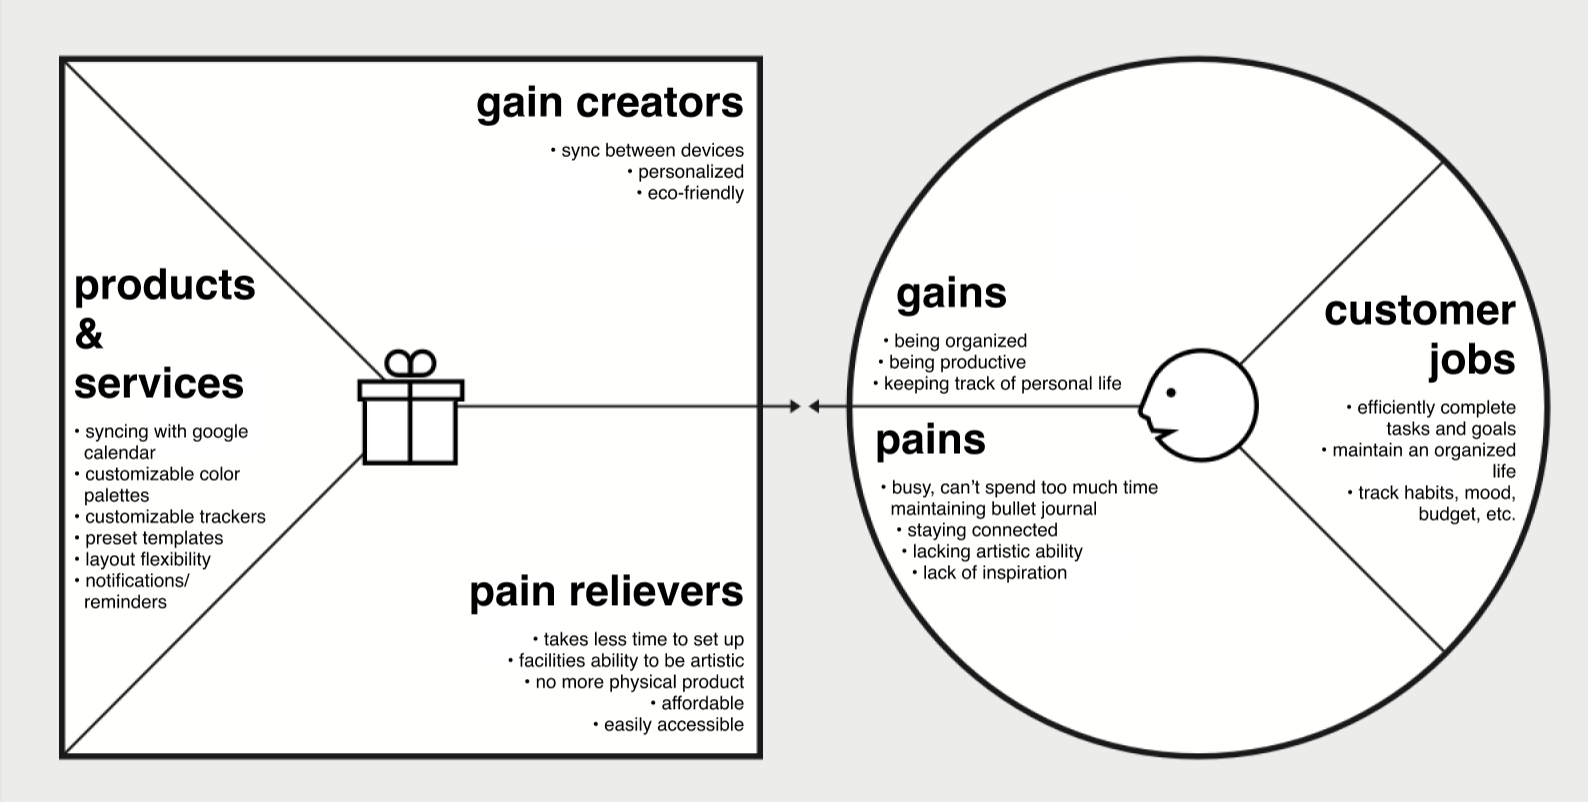 gain creators
• sync between devices
• personalized
• eco-friendly
products
&
services
• syncing with google
calendar
• customizable color
palettes
• customizable trackers
• preset templates
• layout flexibility
• notifications/
reminders
pain relievers
• takes less time to set up
• facilities ability to be artistic
• no more physical product
• affordable
• easily accessible
gains
• being organized
• being productive
• keeping track of personal life
pains
• busy, can’t spend too much time
maintaining bullet journal
• staying connected
• lacking artistic ability
• lack of inspiration
customer
jobs
• efficiently complete
tasks and goals
• maintain an organized
life
• track habits, mood,
budget, etc.